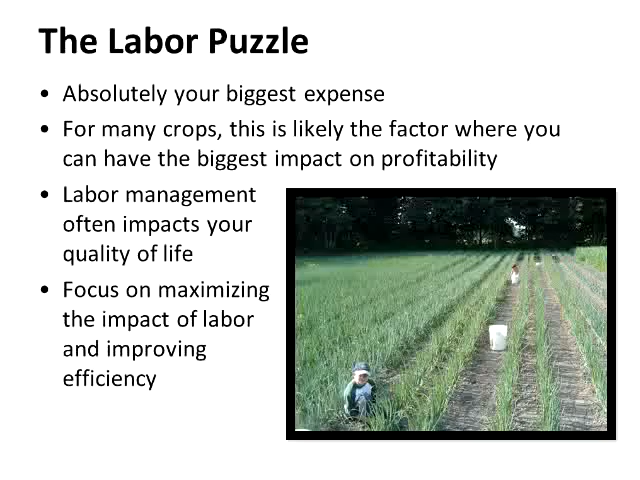 The Labor Puzzle
• Absolutely your biggest expense
• For many crops, this is likely the factor where you
can have the biggest impact on profitability
• Labor management
often impacts your
quality of life
• Focus on maximizing
the impact of labor
and improving
efficiency